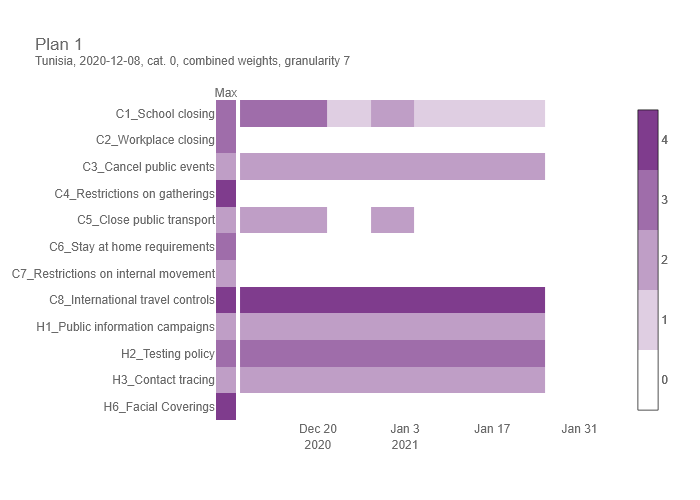 Plan 1
Tunisia, 2020-12-08, cat. 0, combined weights, granularity 7
Max
C1_School closing
C2_Workplace closing
C3_Cancel public events
C4_Restrictions on gatherings
C5_Close public transport
C6_Stay at home requirements
C7_Restrictions on internal movement
C8_International travel controls
H1_Public information campaigns
H2_Testing policy
H3_Contact tracing
H6_Facial Coverings
Dec 20 Jan 3 Jan 17 Jan 31
2020 2021
4
3
2
1
0